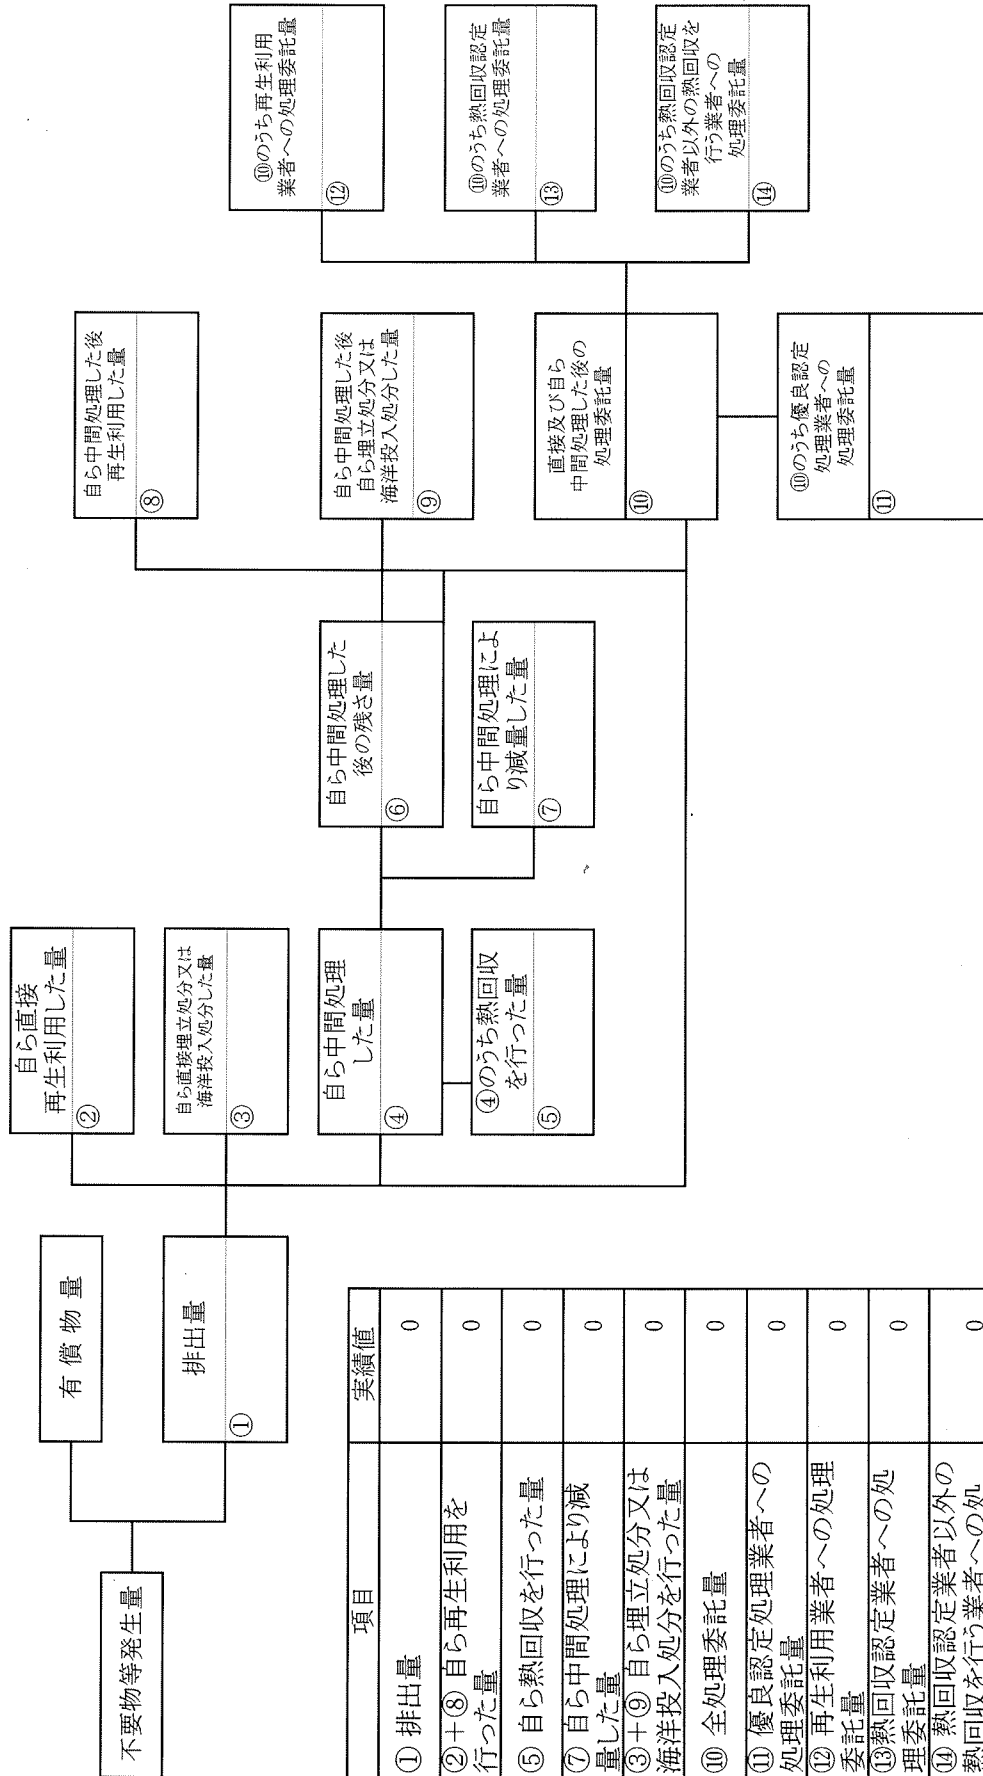 不要物等発生量
有償物量
排出量
①
自ら直接
再生利用した量
②
自ら直接埋立処分又は
海洋投入処分した量
③
自ら中間処理
した量
④
④のうち熱回収
を行った量
⑤
自ら中間処理した
後の残さ量
⑥
自ら中間処理によ
り減量した量
⑦
自ら中間処理した後
再生利用した量
⑧
自ら中間処理した後
自ら埋立処分又は
海洋投入処分した量
⑨
直接及び自ら
中間処理した後の
処理委託量
⑩
⑩のうち優良認定
処理業者への
処理委託量
⑪
⑩のうち再生利用
業者への処理委託量
⑫
⑩のうち熱回収認定
業者への処理委託量
⑬
⑩のうち熱回収認定
業者以外の熱回収を
行う業者への
処理委託量
⑭
項目 実績値
① 排出量 0
②+⑧ 自ら再生利用を
行った量 0
⑤ 自ら熱回収を行った量 0
⑦ 自ら中間処理により減
量した量 0
③+⑨ 自ら埋立処分又は
海洋投入処分を行った量 0
⑩ 全処理委託量 0
⑪ 優良認定処理業者への
処理委託量 0
⑫ 再生利用業者への処理
委託量 0
⑬熱回収認定業者への処
理委託量 0
⑭ 熱回収認定業者以外の
熱回収を行う業者への処 0